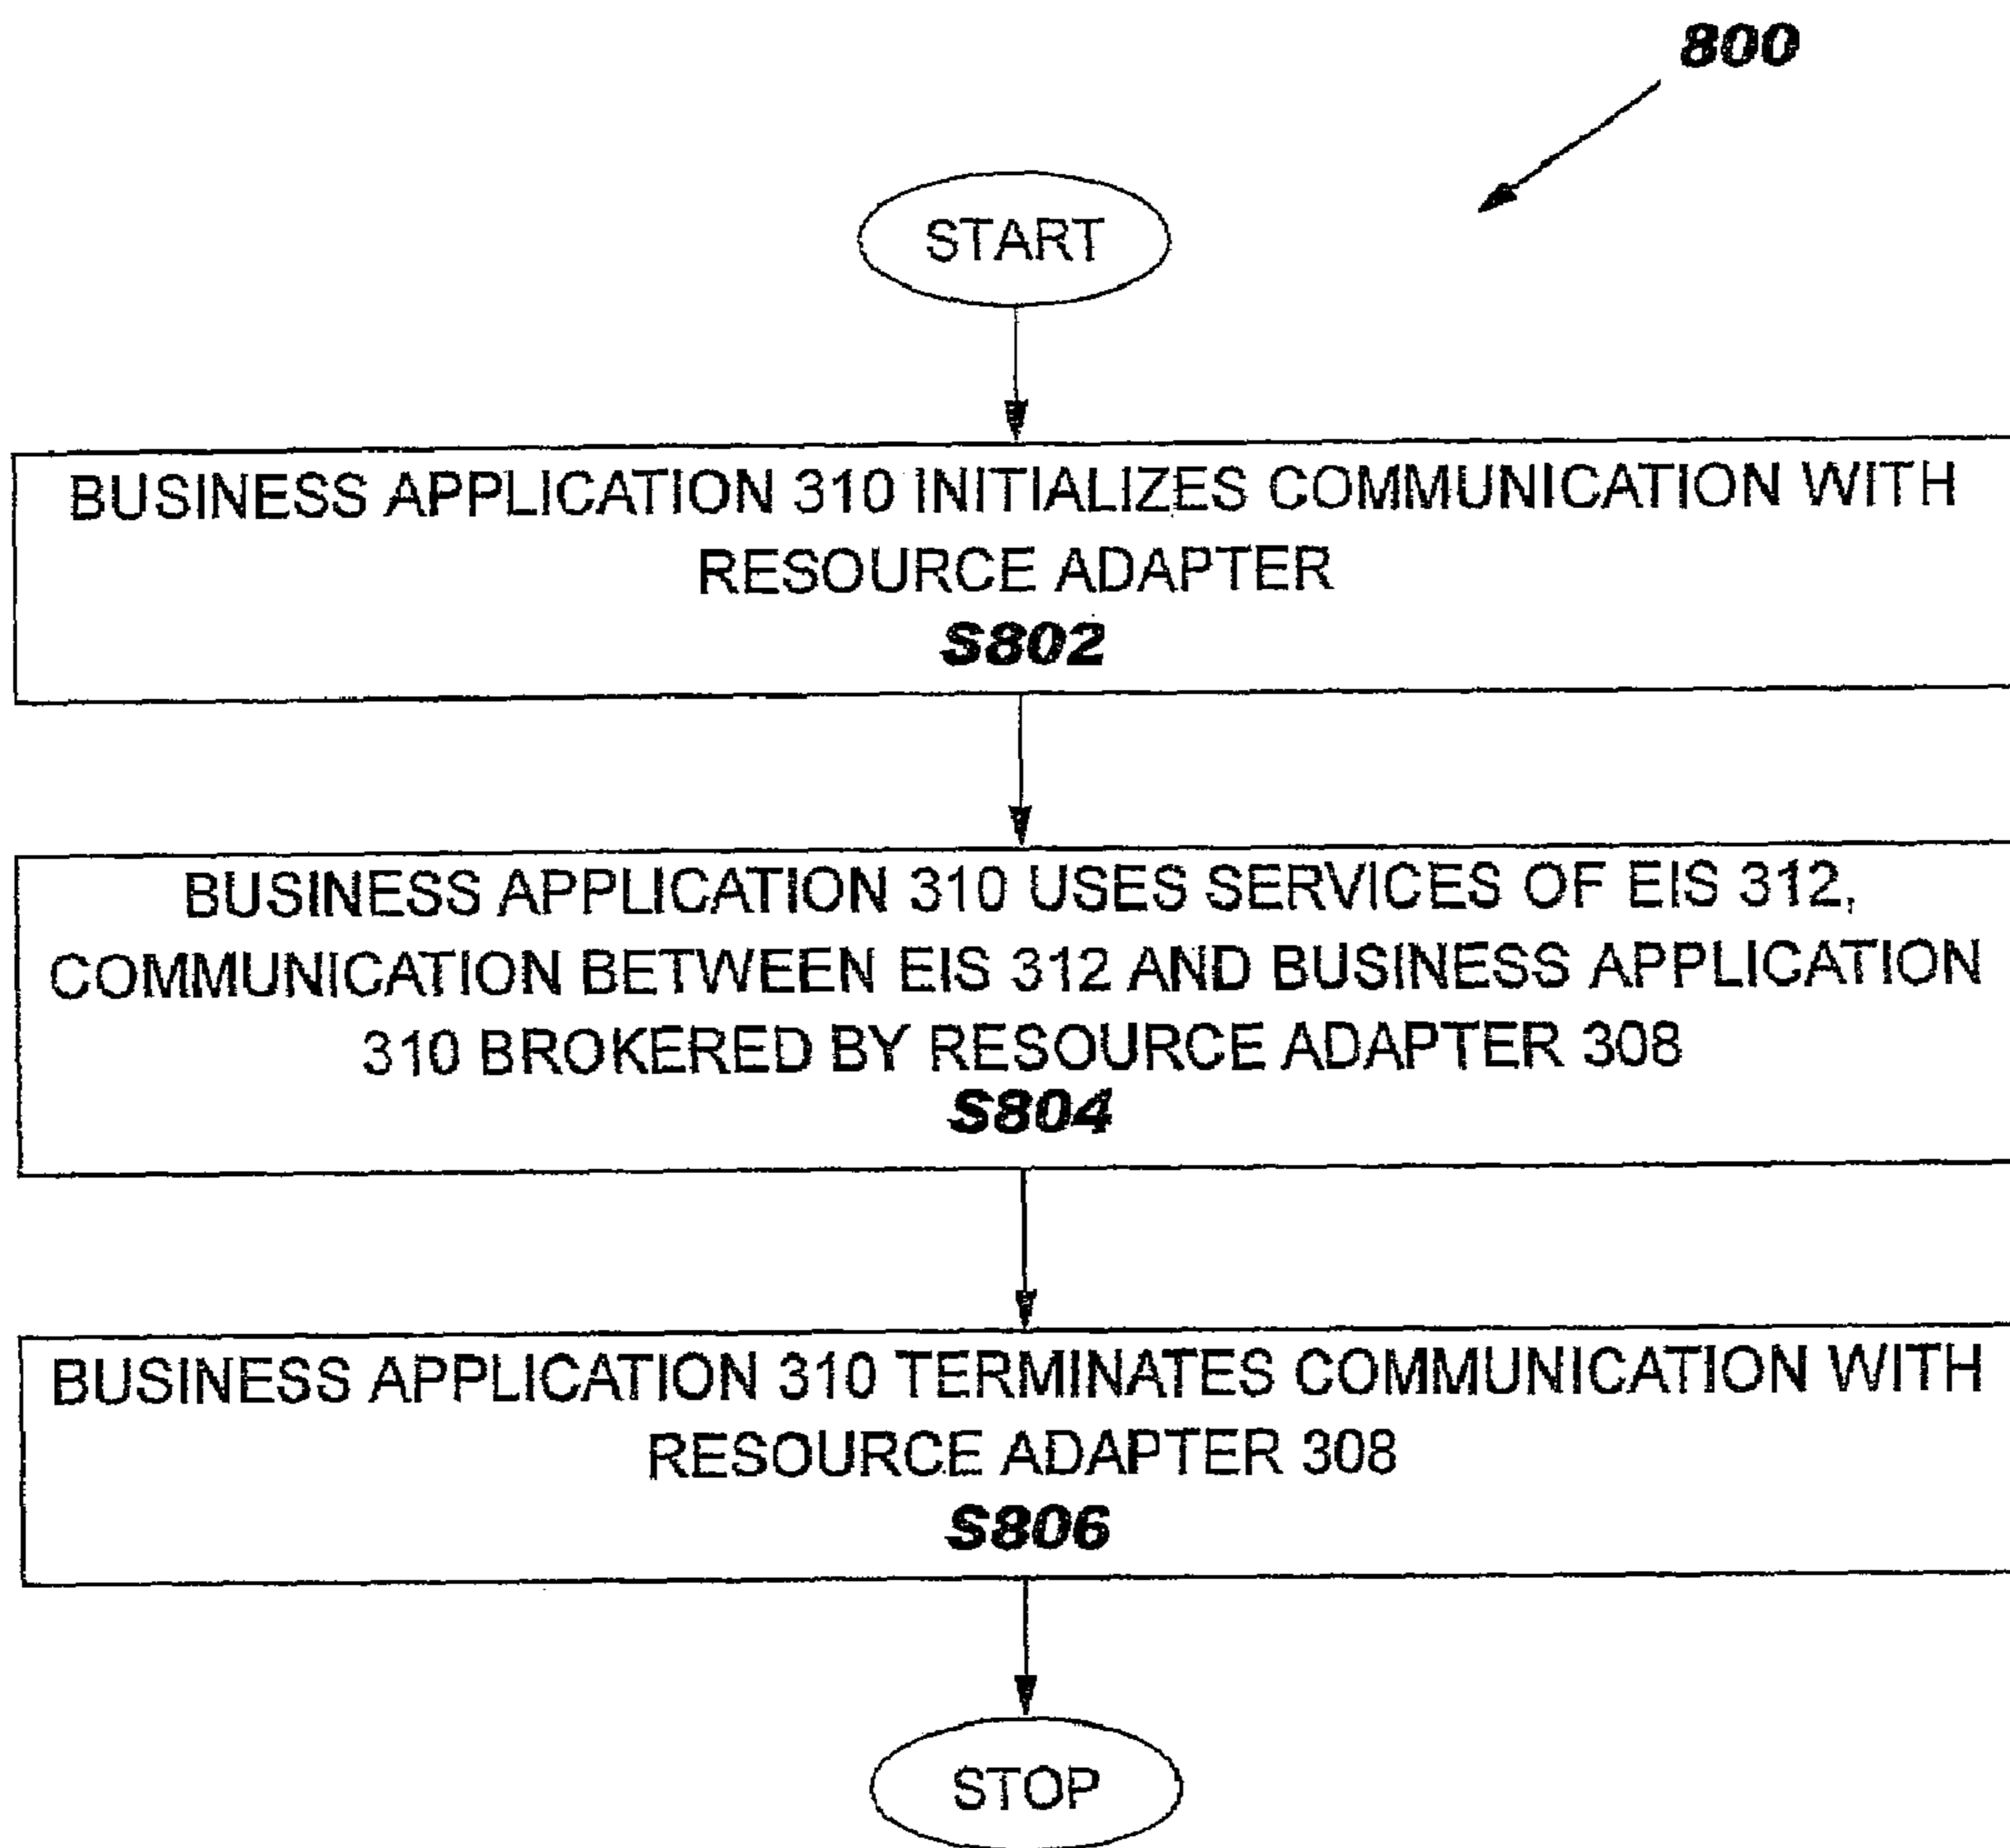 800
START
BUSINESS APPLICATION 310 INITIALIZES COMMUNICATION WITH
RESOURCE ADAPTER
S802
BUSINESS APPLICATION 310 USES SERVICES OF EIS 312,
COMMUNICATION BETWEEN EIS 312 AND BUSINESS APPLICATION
310 BROKERED BY RESOURCE ADAPTER 308
S804
BUSINESS APPLICATION 310 TERMINATES COMMUNICATION WITH
RESOURCE ADAPTER 308
S806
STOP